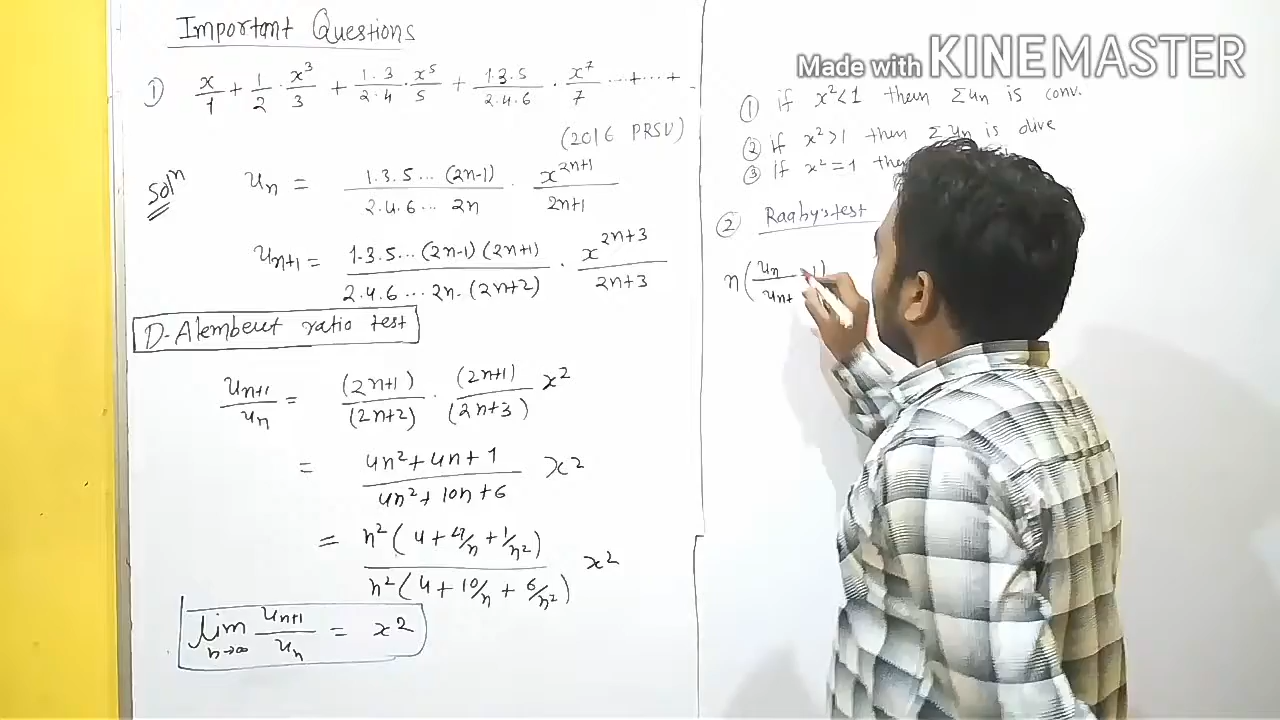 Important Questions
1) x/1 + 1/2 · x³/3 + 1·3/2·4 · x⁵/5 + 1·3·5/2·4·6 · x⁷/7 ...+...+
(2016 PRSU)
Solⁿ uₙ = 1·3·5...(2n-1)/2·4·6... 2n · x²ⁿ⁺¹/2n+1
uₙ₊₁ = 1·3·5...(2n-1)(2n+1)/2·4·6...2n·(2n+2) · x²ⁿ⁺³/2n+3
D-Alembert ratio test
uₙ₊₁/uₙ = (2n+1)/(2n+2) · (2n+1)/(2n+3) x²
= 4n²+4n+1/4n²+10n+6 x²
= n²(4+4/n+1/n²)/n²(4+10/n+6/n²) x²
lim n→∞ uₙ₊₁/uₙ = x²
Made with KINEMASTER
① if x²<1 then Σuₙ is conv.
② if x²>1 then Σuₙ is dive
③ if x²=1 then
② Raaby's test
n(uₙ/uₙ₊ -1)